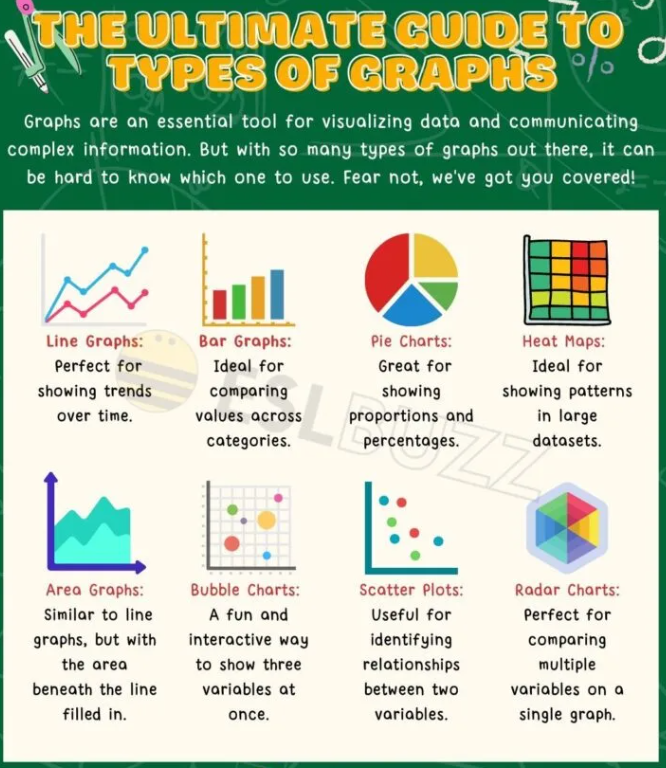 THE ULTIMATE GUIDE TO
TYPES OF GRAPHS
Graphs are an essential tool for visualizing data and communicating
complex information. But with so many types of graphs out there, it can
be hard to know which one to use. Fear not, we've got you covered!
Line Graphs:
Perfect for
showing trends
over time.
Bar Graphs:
Ideal for
comparing
values across
categories.
Pie Charts:
Great for
showing
proportions and
percentages.
Heat Maps:
Ideal for
showing patterns
in large
datasets.
ESLBUZZ
Area Graphs:
Similar to line
graphs, but with
the area
beneath the line
filled in.
Bubble Charts:
A fun and
interactive way
to show three
variables at
once.
Scatter Plots:
Useful for
identifying
relationships
between two
variables.
Radar Charts:
Perfect for
comparing
multiple
variables on a
single graph.